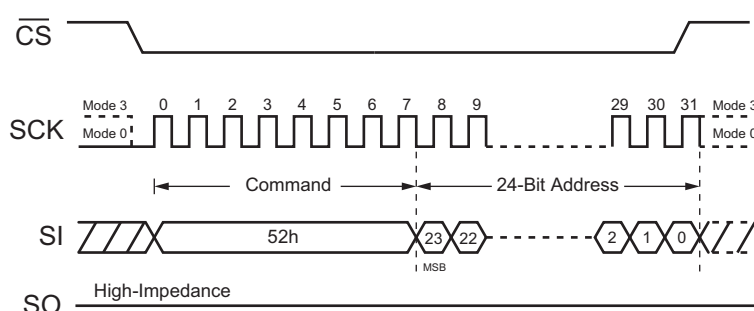 CS
Mode 3 0 1 2 3 4 5 6 7 8 9 29 30 31 Mode 3
SCK Mode 0 Mode 0
Command 24-Bit Address
SI 52h 23 22 2 1 0
MSB
High-Impedance
SO